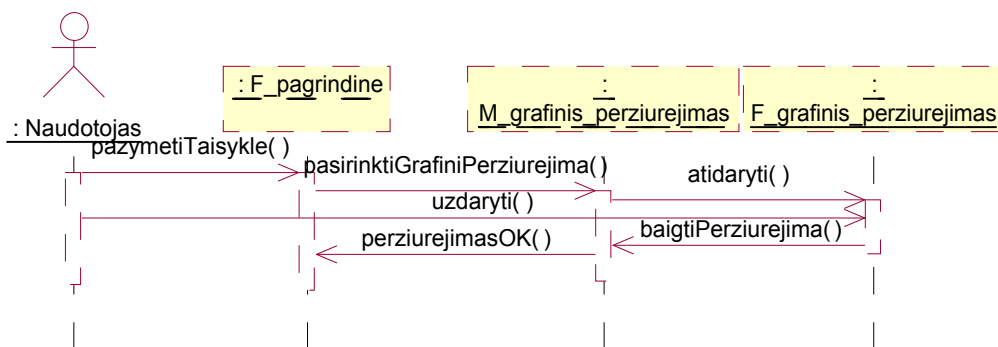 : F_pagrindine
:
M_grafinis_perziurejimas
:
F_grafinis_perziurejimas
: Naudotojas
pazymetiTaisykle( )
pasirinktiGrafiniPerziurejima( )
atidaryti( )
uzdaryti( )
baigtiPerziurejima( )
perziurejimasOK( )